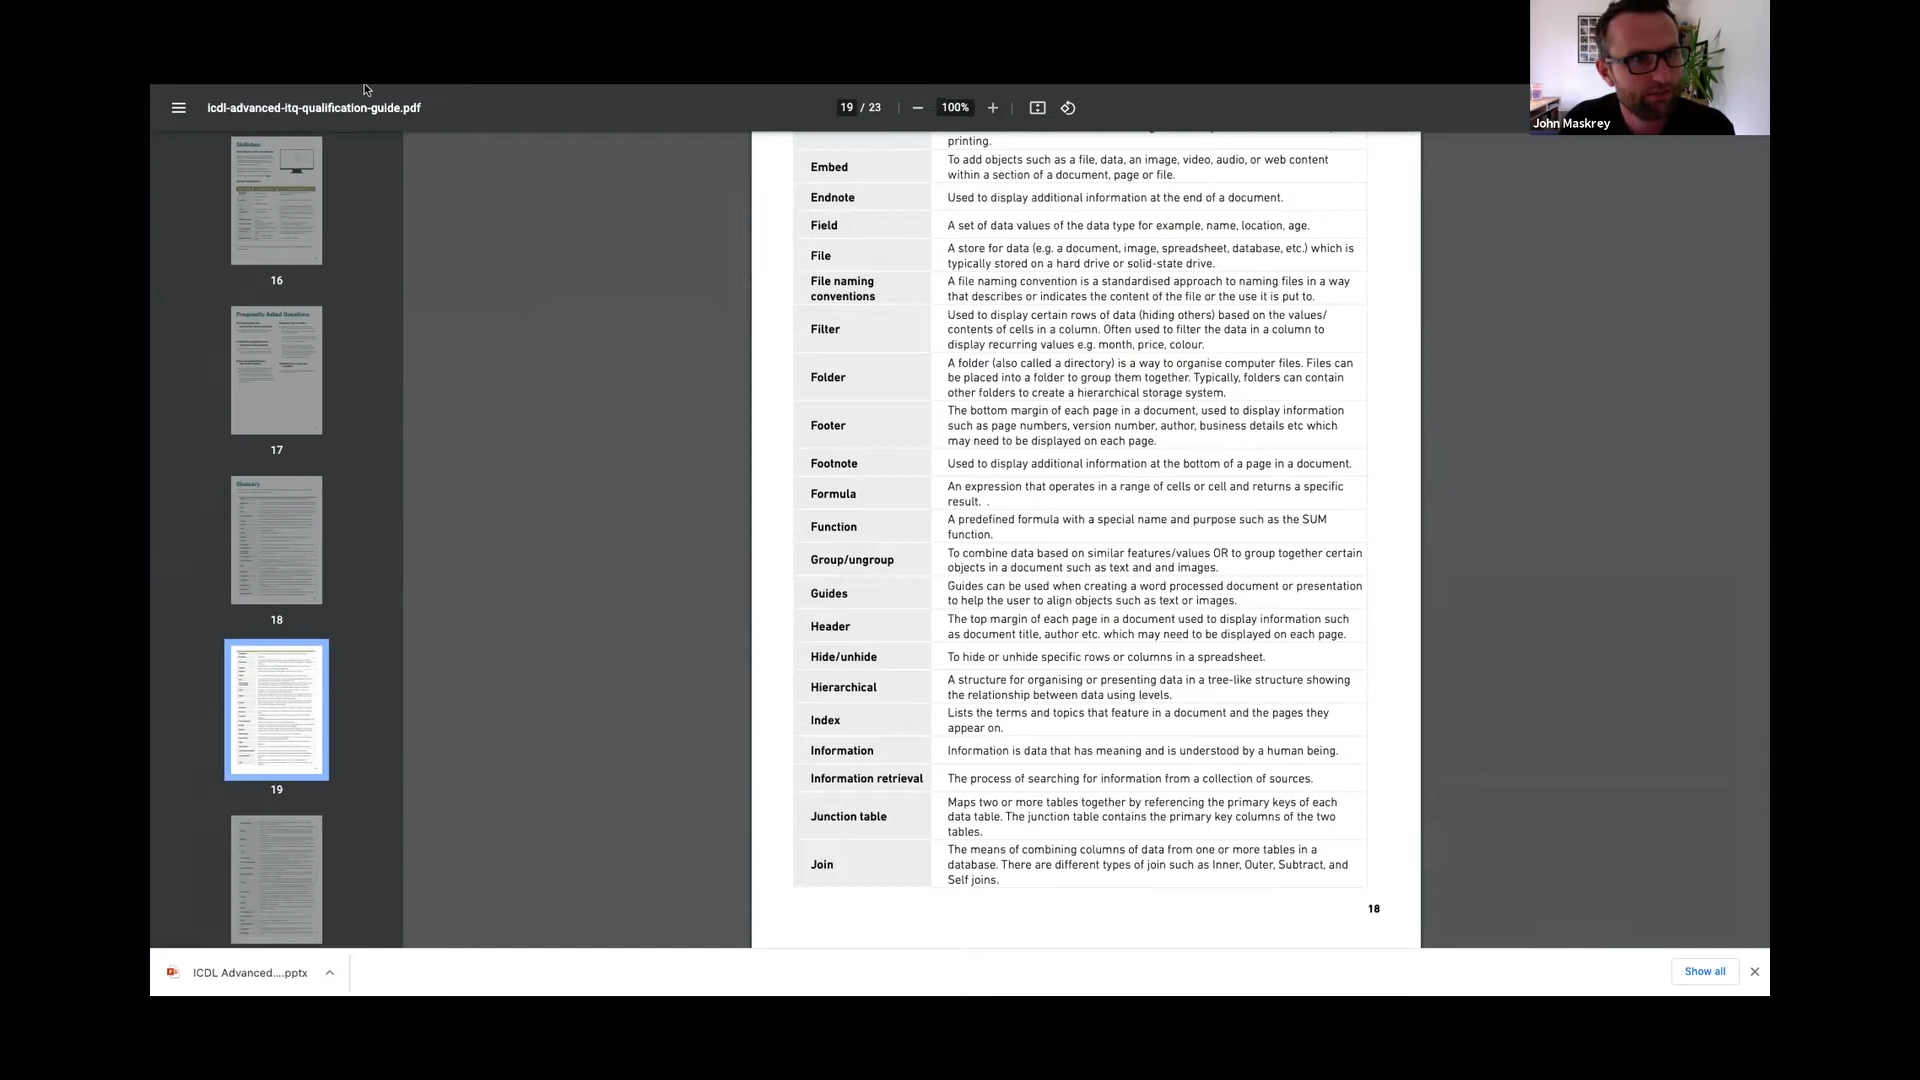 John Maskrey
icdl-advanced-itq-qualification-guide.pdf
19 / 23
100%
16
Frequently Asked Questions
17
Glossary
18
19
printing.
Embed
To add objects such as a file, data, an image, video, audio, or web content
within a section of a document, page or file.
Endnote
Used to display additional information at the end of a document.
Field
A set of data values of the data type for example, name, location, age.
File
A store for data (e.g. a document, image, spreadsheet, database, etc.) which is
typically stored on a hard drive or solid-state drive.
File naming
conventions
A file naming convention is a standardised approach to naming files in a way
that describes or indicates the content of the file or the use it is put to.
Filter
Used to display certain rows of data (hiding others) based on the values/
contents of cells in a column. Often used to filter the data in a column to
display recurring values e.g. month, price, colour.
Folder
A folder (also called a directory) is a way to organise computer files. Files can
be placed into a folder to group them together. Typically, folders can contain
other folders to create a hierarchical storage system.
Footer
The bottom margin of each page in a document, used to display information
such as page numbers, version number, author, business details etc which
may need to be displayed on each page.
Footnote
Used to display additional information at the bottom of a page in a document.
Formula
An expression that operates in a range of cells or cell and returns a specific
result. .
Function
A predefined formula with a special name and purpose such as the SUM
function.
Group/ungroup
To combine data based on similar features/values OR to group together certain
objects in a document such as text and and images.
Guides
Guides can be used when creating a word processed document or presentation
to help the user to align objects such as text or images.
Header
The top margin of each page in a document used to display information such
as document title, author etc. which may need to be displayed on each page.
Hide/unhide
To hide or unhide specific rows or columns in a spreadsheet.
Hierarchical
A structure for organising or presenting data in a tree-like structure showing
the relationship between data using levels.
Index
Lists the terms and topics that feature in a document and the pages they
appear on.
Information
Information is data that has meaning and is understood by a human being.
Information retrieval
The process of searching for information from a collection of sources.
Junction table
Maps two or more tables together by referencing the primary keys of each
data table. The junction table contains the primary key columns of the two
tables.
Join
The means of combining columns of data from one or more tables in a
database. There are different types of join such as Inner, Outer, Subtract, and
Self joins.
18
ICDL Advanced....pptx
Show all